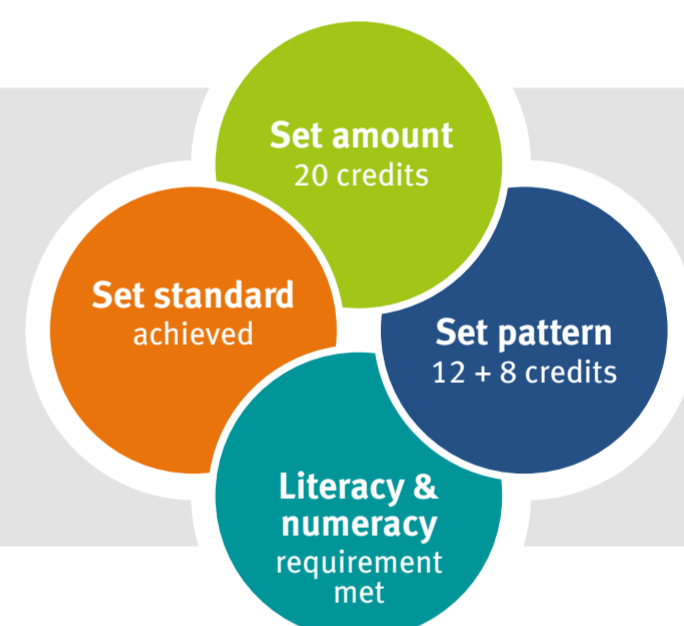 Set amount
20 credits
Set standard
achieved
Set pattern
12 + 8 credits
Literacy &
numeracy
requirement
met